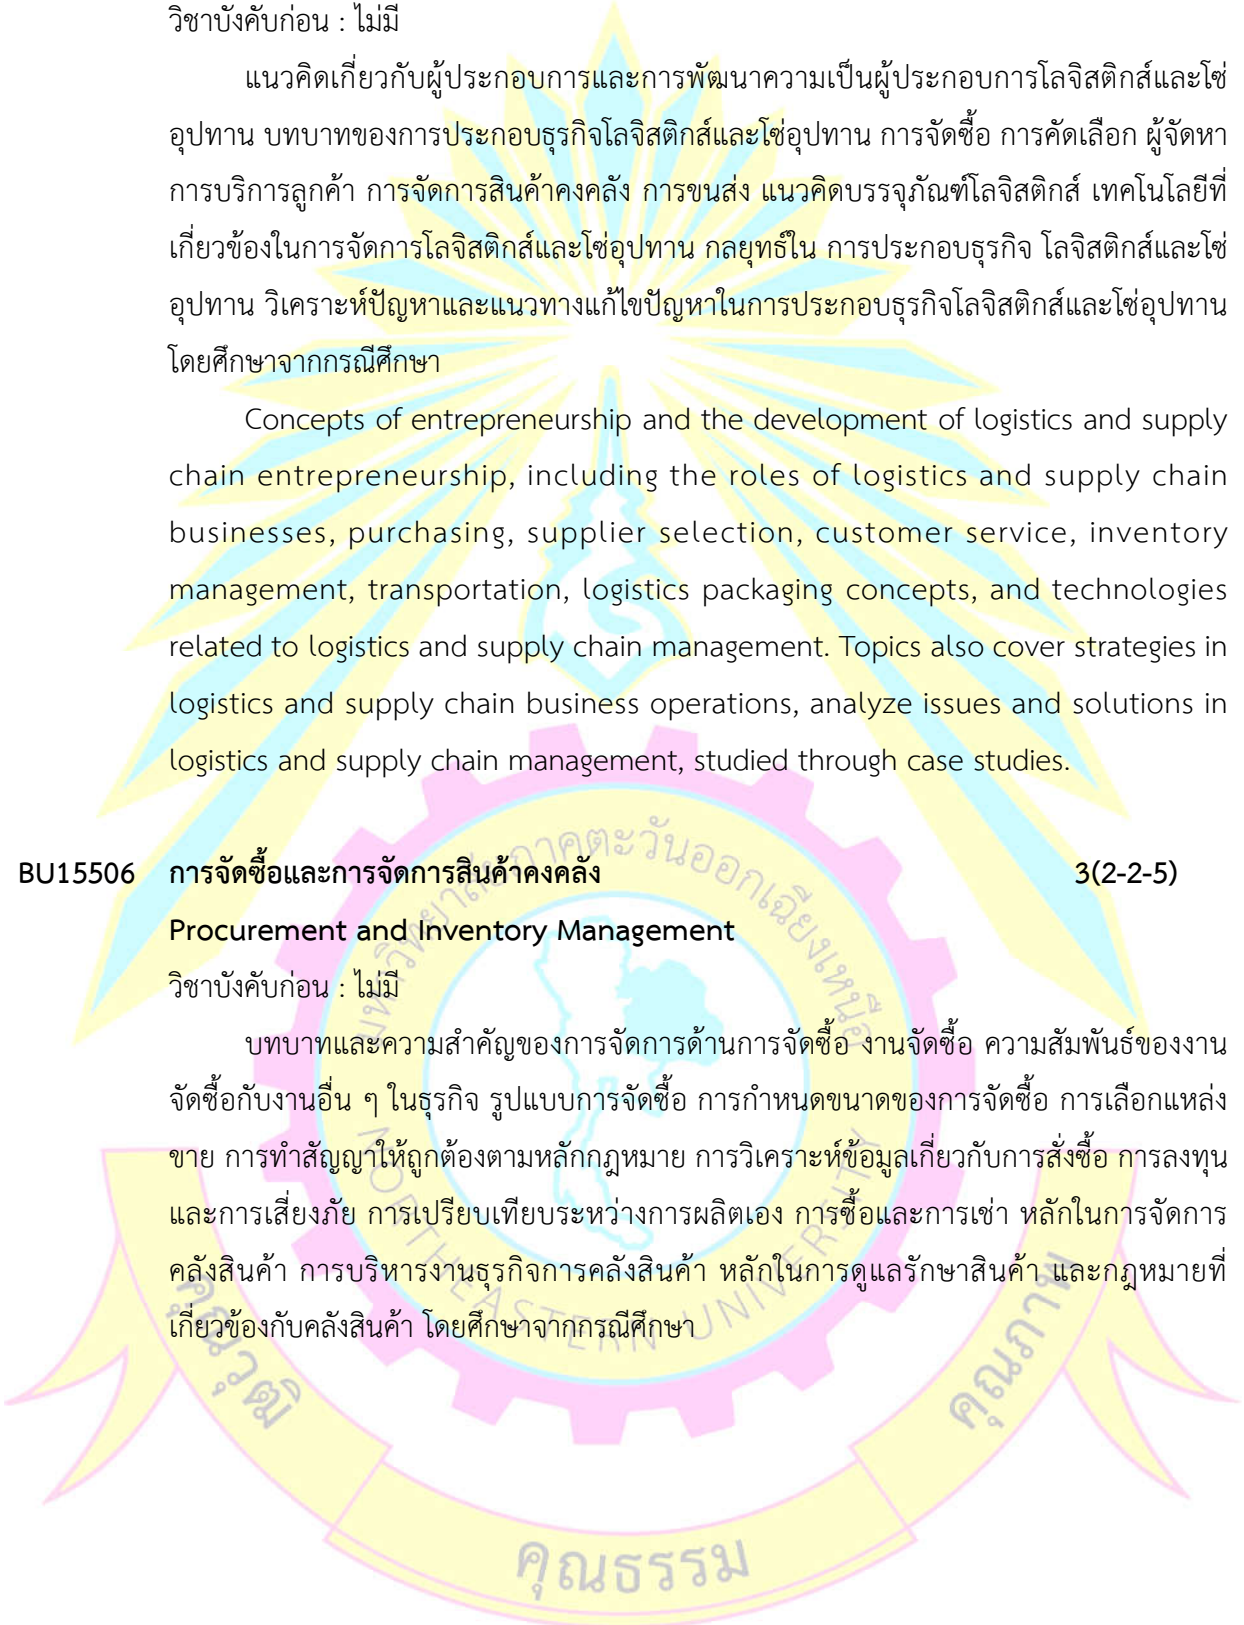 วิชาบังคับก่อน : ไม่มี
แนวคิดเกี่ยวกับผู้ประกอบการและการพัฒนาความเป็นผู้ประกอบการโลจิสติกส์และโซ่
อุปทาน บทบาทของการประกอบธุรกิจโลจิสติกส์และโซ่อุปทาน การจัดซื้อ การคัดเลือก ผู้จัดหา
การบริการลูกค้า การจัดการสินค้าคงคลัง การขนส่ง แนวคิดบรรจุภัณฑ์โลจิสติกส์ เทคโนโลยีที่
เกี่ยวข้องในการจัดการโลจิสติกส์และโซ่อุปทาน กลยุทธ์ใน การประกอบธุรกิจ โลจิสติกส์และโซ่
อุปทาน วิเคราะห์ปัญหาและแนวทางแก้ไขปัญหาในการประกอบธุรกิจโลจิสติกส์และโซ่อุปทาน
โดยศึกษาจากกรณีศึกษา
Concepts of entrepreneurship and the development of logistics and supply
chain entrepreneurship, including the roles of logistics and supply chain
businesses, purchasing, supplier selection, customer service, inventory
management, transportation, logistics packaging concepts, and technologies
related to logistics and supply chain management. Topics also cover strategies in
logistics and supply chain business operations, analyze issues and solutions in
logistics and supply chain management, studied through case studies.
BU15506 การจัดซื้อและการจัดการสินค้าคงคลัง 3(2-2-5)
Procurement and Inventory Management
วิชาบังคับก่อน : ไม่มี
บทบาทและความสำคัญของการจัดการด้านการจัดซื้อ งานจัดซื้อ ความสัมพันธ์ของงาน
จัดซื้อกับงานอื่น ๆ ในธุรกิจ รูปแบบการจัดซื้อ การกำหนดขนาดของการจัดซื้อ การเลือกแหล่ง
ขาย การทำสัญญาให้ถูกต้องตามหลักกฎหมาย การวิเคราะห์ข้อมูลเกี่ยวกับการสั่งซื้อ การลงทุน
และการเสี่ยงภัย การเปรียบเทียบระหว่างการผลิตเอง การซื้อและการเช่า หลักในการจัดการ
คลังสินค้า การบริหารงานธุรกิจการคลังสินค้า หลักในการดูแลรักษาสินค้า และกฎหมายที่
เกี่ยวข้องกับคลังสินค้า โดยศึกษาจากกรณีศึกษา
มหาวิทยาลัยภาคตะวันออกเฉียงเหนือ
NORTHEASTERN UNIVERSITY
คุณวุฒิ
คุณธรรม
คุณภาพ